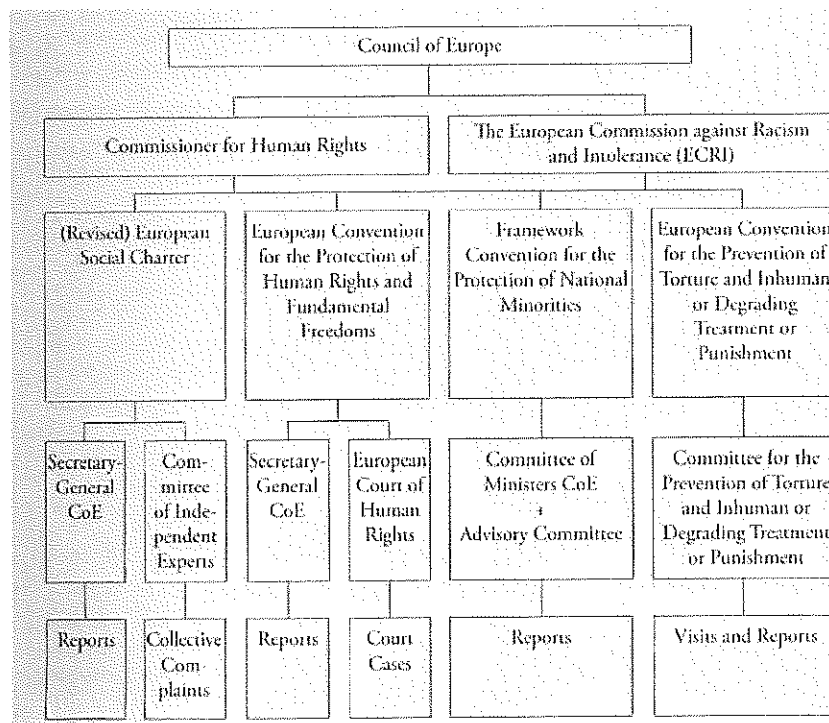 Council of Europe
Commissioner for Human Rights
The European Commission against Racism
and Intolerance (ECRI)
(Revised) European
Social Charter
European Convention
for the Protection of
Human Rights and
Fundamental
Freedoms
Framework
Convention for the
Protection of National
Minorities
European Convention
for the Prevention of
Torture and Inhuman
or Degrading
Treatment or
Punishment
Secretary-
General
CoE
Com-
mittee
of Inde-
pendent
Experts
Secretary-
General
CoE
European
Court of
Human
Rights
Committee of
Ministers CoE
+
Advisory Committee
Committee for the
Prevention of Torture
and Inhuman or
Degrading Treatment
or Punishment
Reports
Collective
Com-
plaints
Reports
Court
Cases
Reports
Visits and Reports